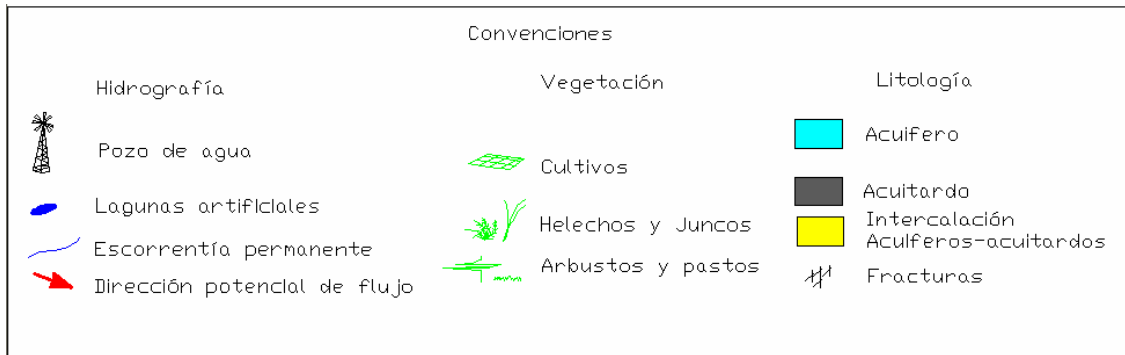 Convenciones
Hidrografía
Pozo de agua
Lagunas artificiales
Escorrentía permanente
Dirección potencial de flujo
Vegetación
Cultivos
Helechos y Juncos
Arbustos y pastos
Litología
Acuifero
Acuitardo
Intercalación
Acuíferos-acuitardos
Fracturas